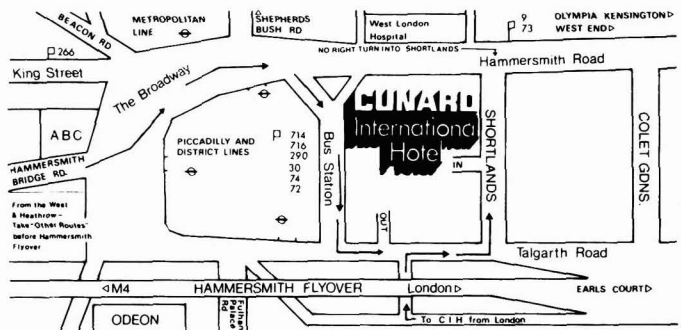 BEACON RD
METROPOLITAN
LINE
SHEPHERDS
BUSH RD
West London
Hospital
9
73
OLYMPIA KENSINGTON
WEST END
266
King Street
NO RIGHT TURN INTO SHORTLANDS
Hammersmith Road
The Broadway
CUNARD
International
Hotel
ABC
PICCADILLY AND
DISTRICT LINES
714
716
290
30
74
72
Bus Station
IN
SHORTLANDS
COLET GDNS.
HAMMERSMITH
BRIDGE RD.
From the West
& Heathrow-
Take "Other Routes"
before Hammersmith
Flyover
OUT
Talgarth Road
M4
HAMMERSMITH FLYOVER
London
EARLS COURT
ODEON
Fulham
Palace
Rd
To C I H from London